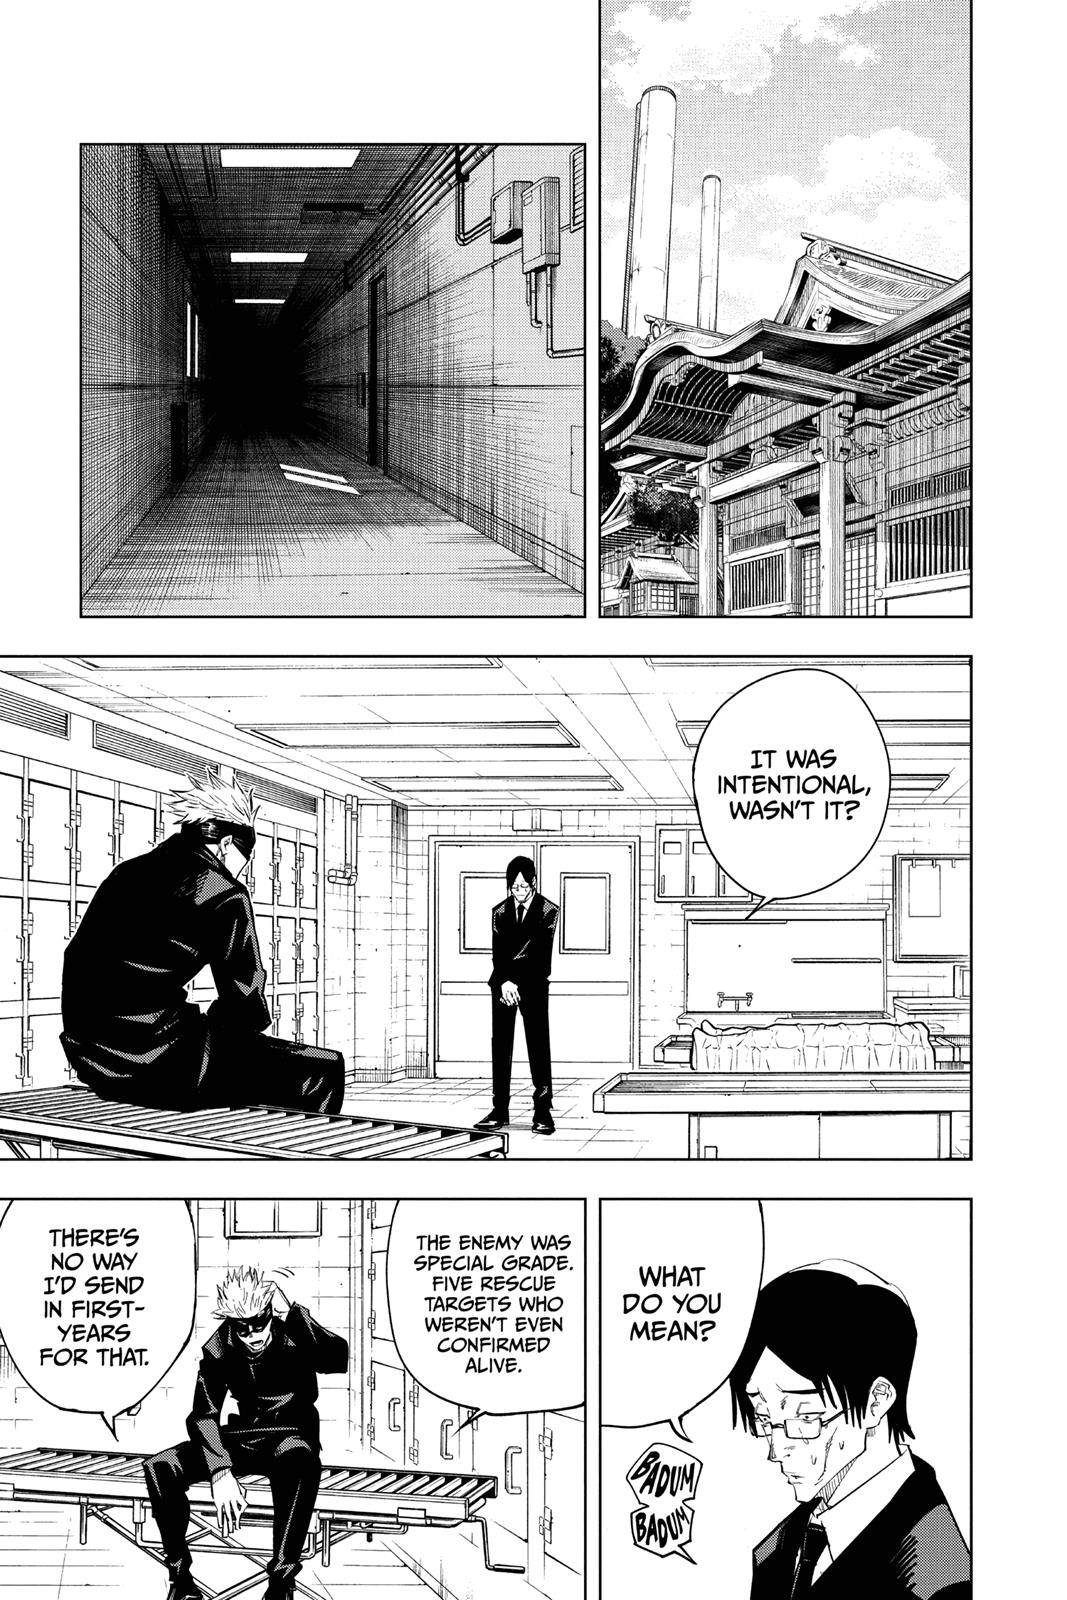 IT WAS
INTENTIONAL,
WASN'T IT?
WHAT
DO YOU
MEAN?
BADUM
BADUM
THE ENEMY WAS
SPECIAL GRADE.
FIVE RESCUE
TARGETS WHO
WEREN'T EVEN
CONFIRMED
ALIVE.
THERE'S
NO WAY
I'D SEND
IN FIRST-
YEARS
FOR THAT.